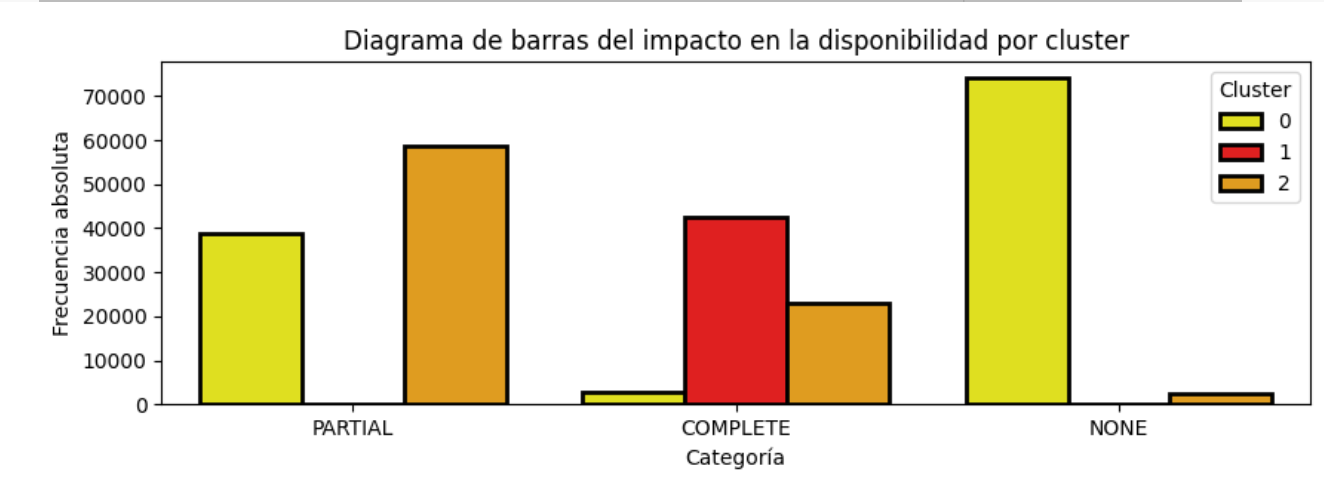 Diagrama de barras del impacto en la disponibilidad por cluster
Frecuencia absoluta
70000
60000
50000
40000
30000
20000
10000
0
Cluster
0
1
2
PARTIAL
COMPLETE
NONE
Categoría